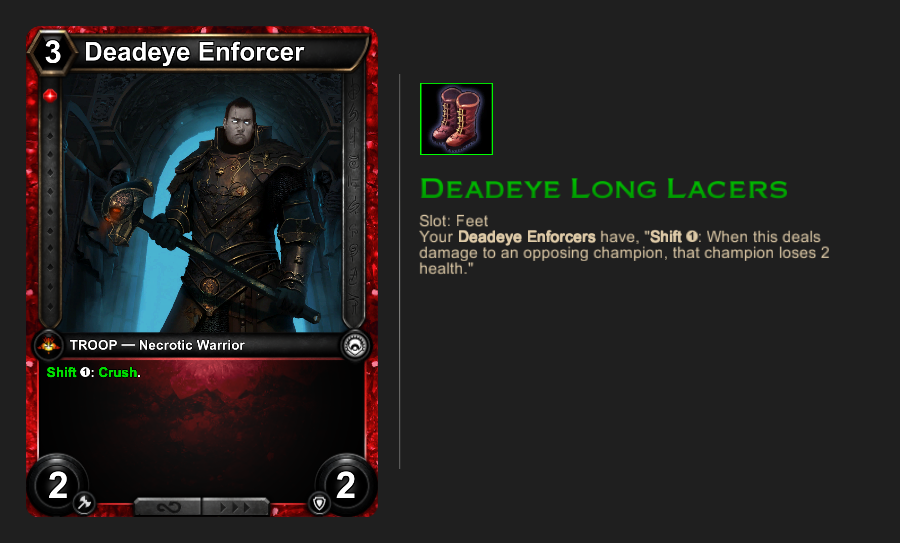 3 Deadeye Enforcer
TROOP — Necrotic Warrior
Shift ❶: Crush.
2 2
DEADEYE LONG LACERS
Slot: Feet
Your Deadeye Enforcers have, "Shift ❶: When this deals
damage to an opposing champion, that champion loses 2
health."